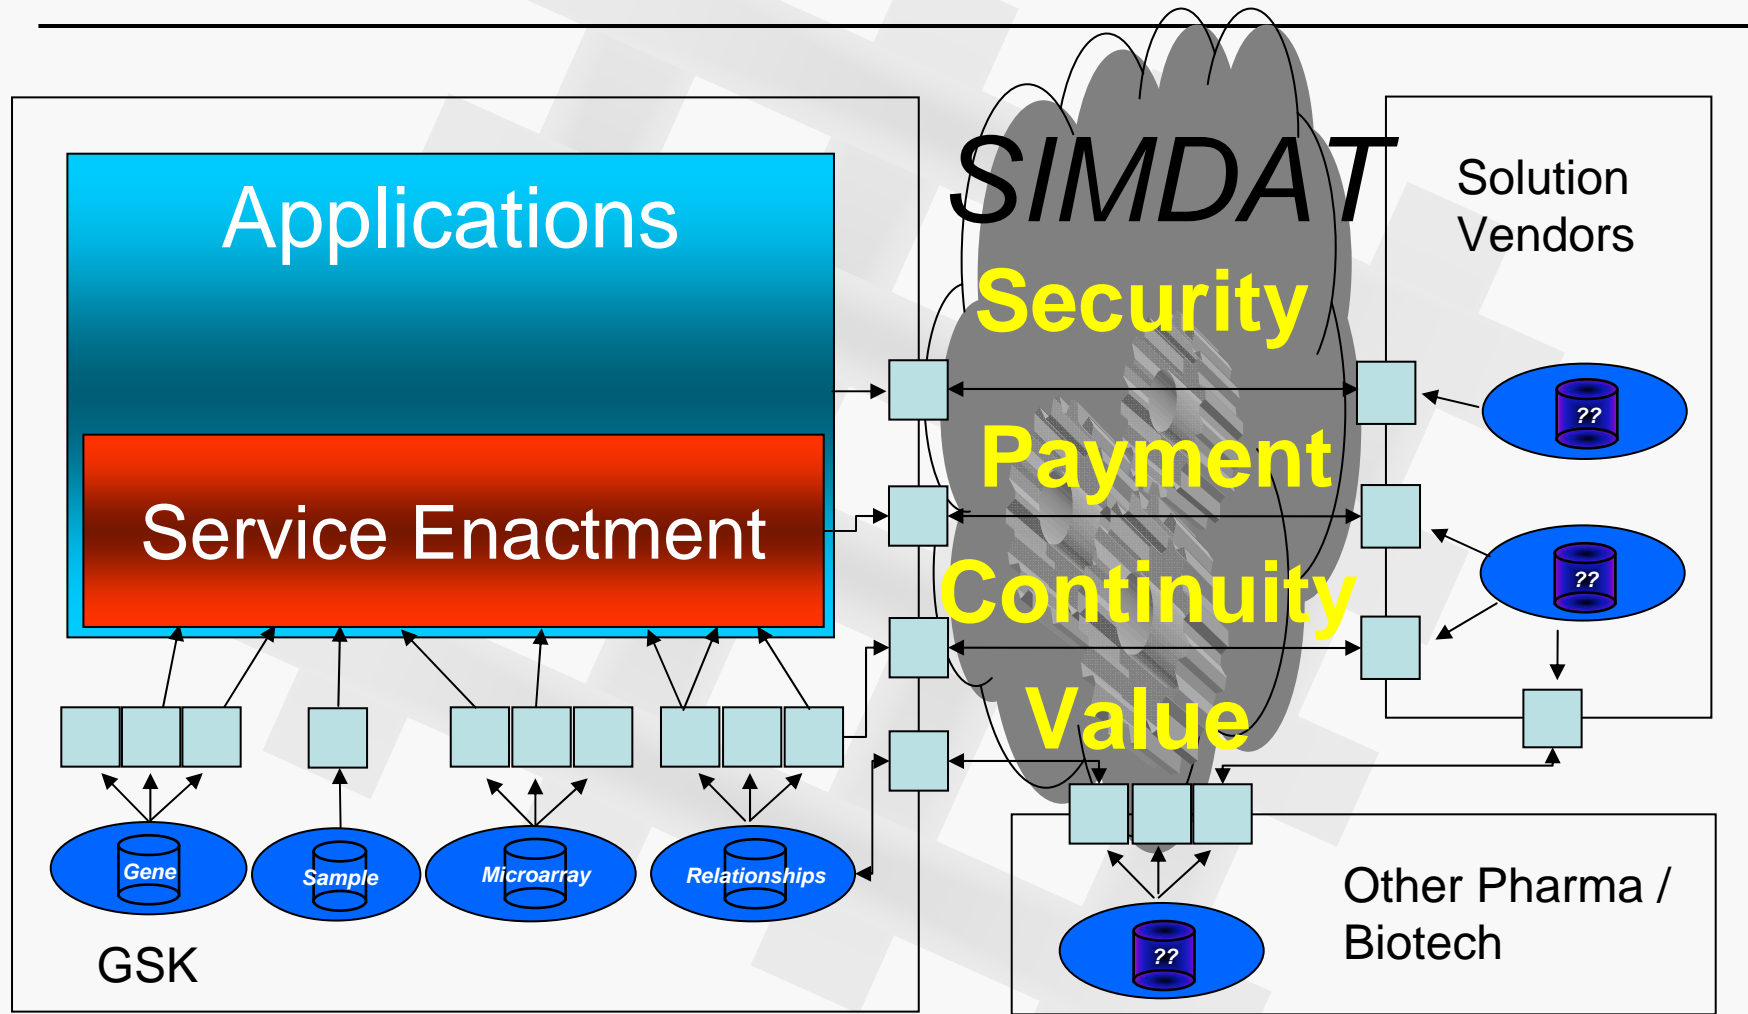 SIMDAT
Applications
Solution
Vendors
Security
??
Payment
Service Enactment
Continuity
??
Value
Gene
Sample
Microarray
Relationships
Other Pharma /
Biotech
??
GSK